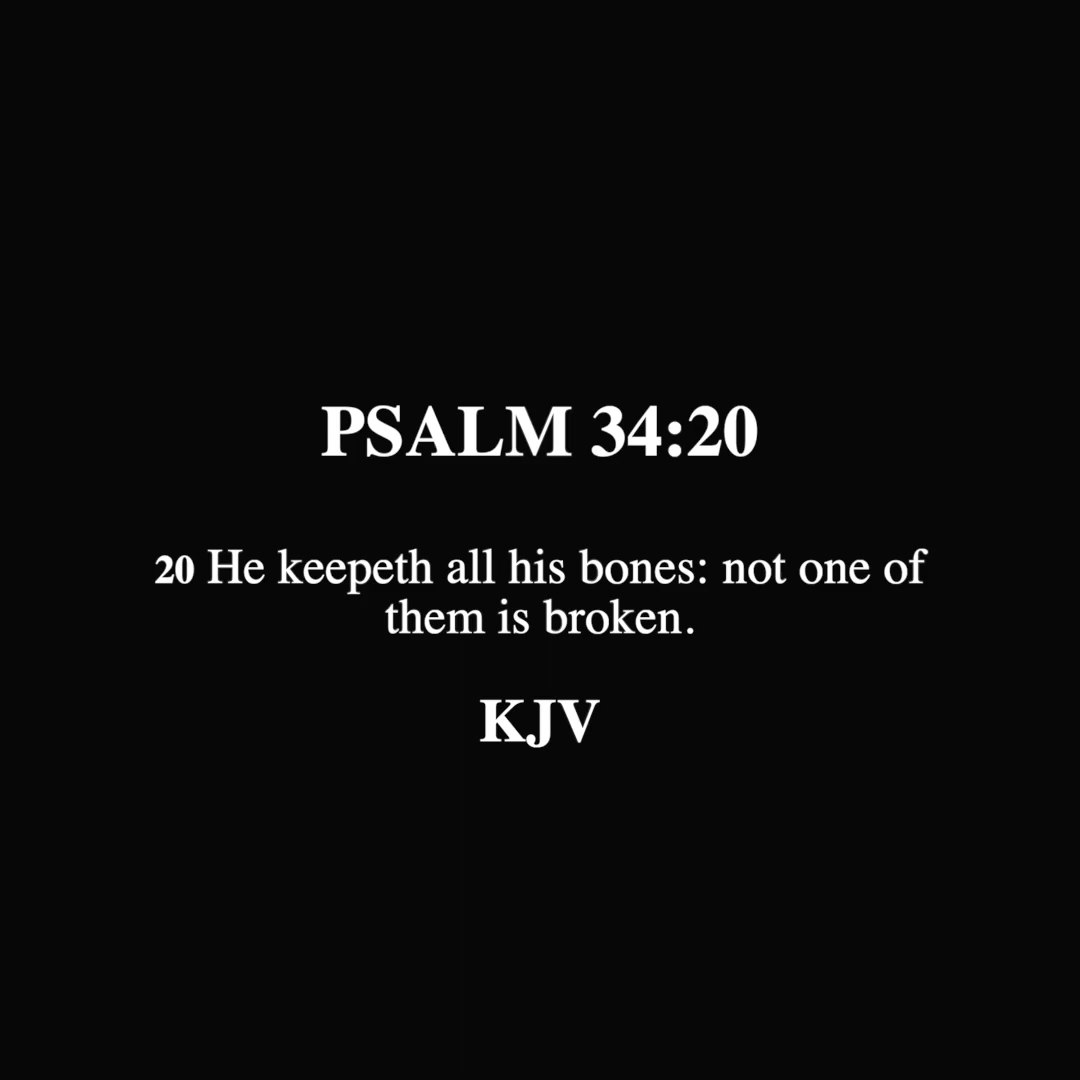 PSALM 34:20
20 He keepeth all his bones: not one of
them is broken.
KJV